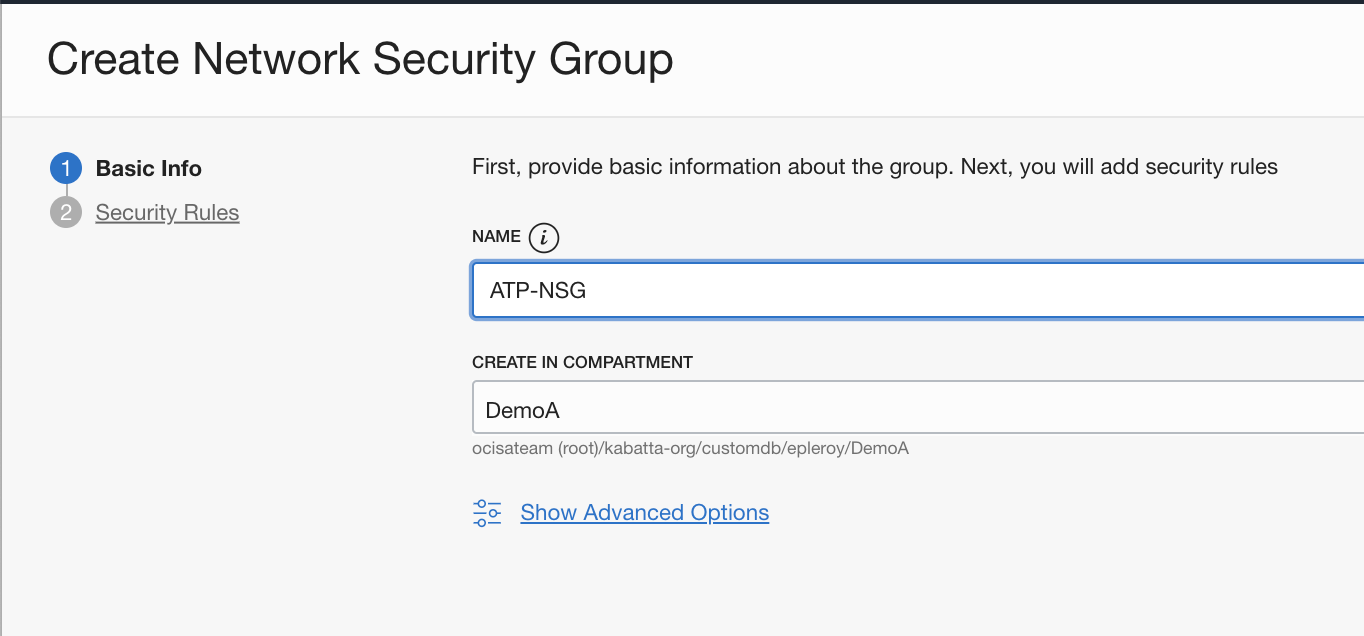 Create Network Security Group
1 Basic Info
2 Security Rules
First, provide basic information about the group. Next, you will add security rules
NAME i
ATP-NSG
CREATE IN COMPARTMENT
DemoA
ocisateam (root)/kabatta-org/customdb/epleroy/DemoA
Show Advanced Options